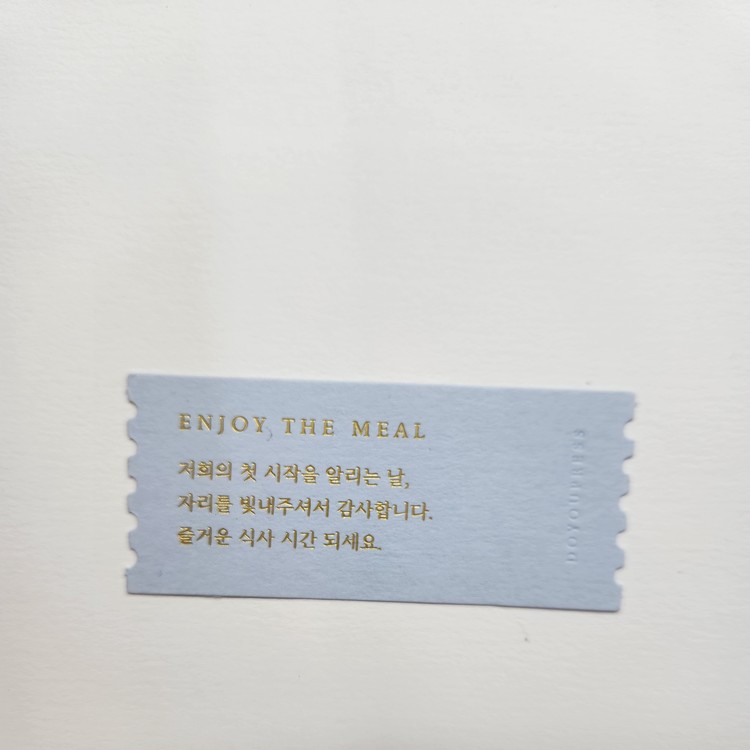 ENJOY THE MEAL
저희의 첫 시작을 알리는 날,
자리를 빛내주셔서 감사합니다.
즐거운 식사 시간 되세요.